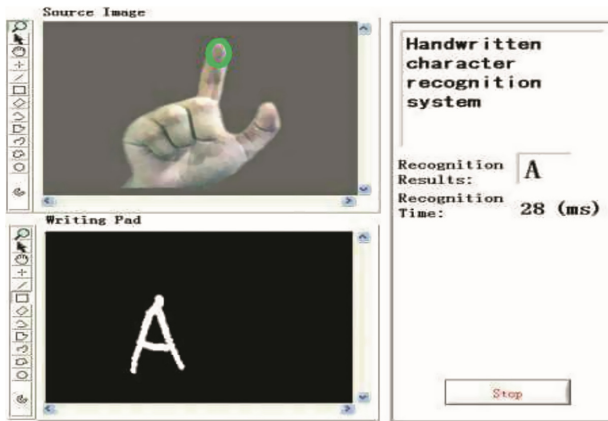 Source Image
Handwritten
character
recognition
system
Recognition
Results: A
Recognition
Time: 28 (ms)
Writing Pad
A
Stop